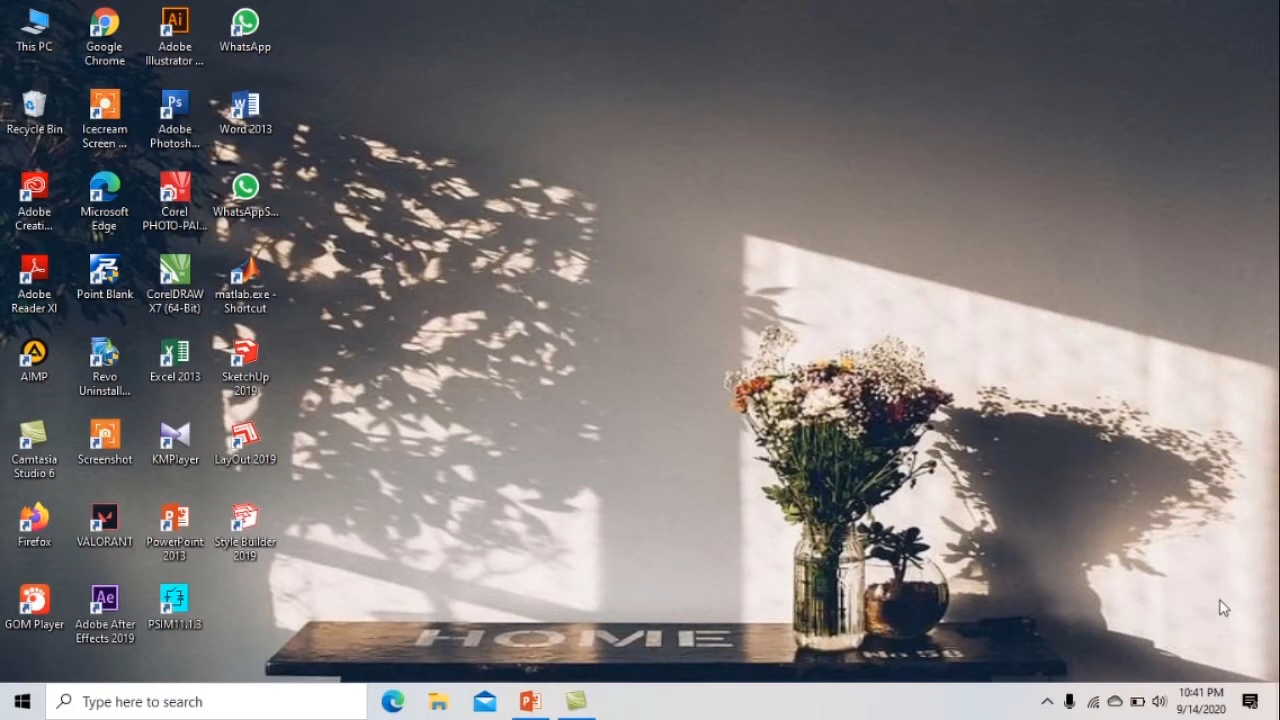 This PC
Google
Chrome
Adobe
Illustrator ...
WhatsApp
Recycle Bin
Icecream
Screen ...
Adobe
Photosh...
Word 2013
Adobe
Creati...
Microsoft
Edge
Corel
PHOTO-PAI...
WhatsAppS...
Adobe
Reader XI
Point Blank
CorelDRAW
X7 (64-Bit)
matlab.exe -
Shortcut
AIMP
Revo
Uninstall...
Excel 2013
SketchUp
2019
Camtasia
Studio 6
Screenshot
KMPlayer
LayOut 2019
Firefox
VALORANT
PowerPoint
2013
Style Builder
2019
GOM Player
Adobe After
Effects 2019
PSIM11.1.3
HOME
Type here to search
10:41 PM
9/14/2020